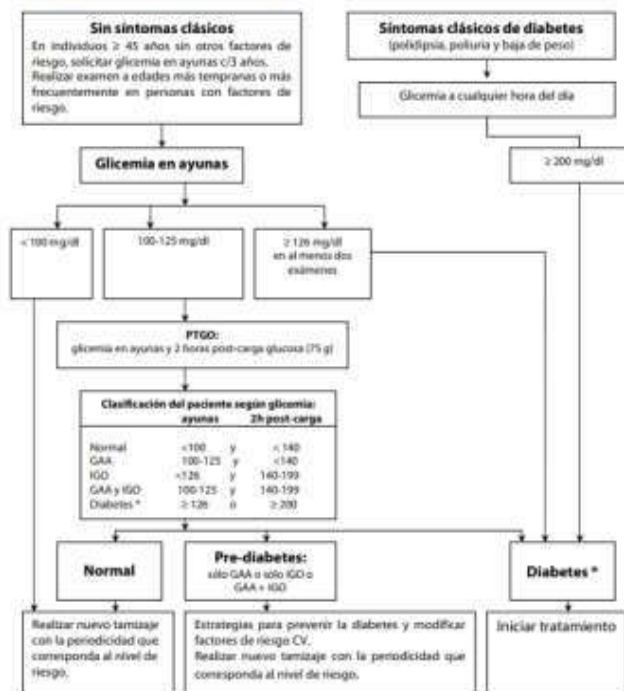 Sin síntomas clásicos
En individuos ≥ 45 años sin otros factores de
riesgo, solicitar glicemia en ayunas c/3 años.
Realizar examen a edades más tempranas o más
frecuentemente en personas con factores de
riesgo.
Síntomas clásicos de diabetes
(polidipsia, poliuria y baja de peso)
Glicemia a cualquier hora del día
≥ 200 mg/dl
Glicemia en ayunas
< 100 mg/dl
100-125 mg/dl
≥ 126 mg/dl
en al menos dos
exámenes
PTGO:
glicemia en ayunas y 2 horas post-carga glucosa (75 g)
Clasificación del paciente según glicemia:
ayunas 2h post-carga
Normal <100 y < 140
GAA 100-125 y <140
IGO <126 y 140-199
GAA y IGO 100-125 y 140-199
Diabetes * ≥ 126 o ≥ 200
Normal
Pre-diabetes:
sólo GAA o solo IGO o
GAA + IGO
Diabetes *
Realizar nuevo tamizaje
con la periodicidad que
corresponda al nivel de
riesgo.
Estrategias para prevenir la diabetes y modificar
factores de riesgo CV.
Realizar nuevo tamizaje con la periodicidad que
corresponda al nivel de riesgo.
Iniciar tratamiento